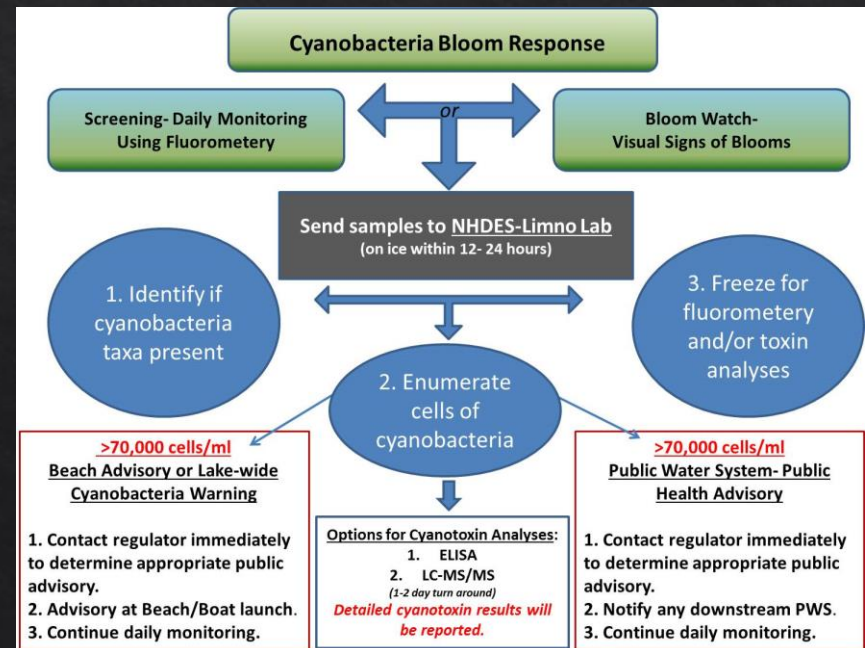 Cyanobacteria Bloom Response
Screening- Daily Monitoring
Using Fluorometery
or
Bloom Watch-
Visual Signs of Blooms
Send samples to NHDES-Limno Lab
(on ice within 12- 24 hours)
1. Identify if
cyanobacteria
taxa present
2. Enumerate
cells of
cyanobacteria
3. Freeze for
fluorometery
and/or toxin
analyses
>70,000 cells/ml
Beach Advisory or Lake-wide
Cyanobacteria Warning
1. Contact regulator immediately
to determine appropriate public
advisory.
2. Advisory at Beach/Boat launch.
3. Continue daily monitoring.
Options for Cyanotoxin Analyses:
1. ELISA
2. LC-MS/MS
(1-2 day turn around)
Detailed cyanotoxin results will
be reported.
>70,000 cells/ml
Public Water System- Public
Health Advisory
1. Contact regulator immediately
to determine appropriate public
advisory.
2. Notify any downstream PWS.
3. Continue daily monitoring.